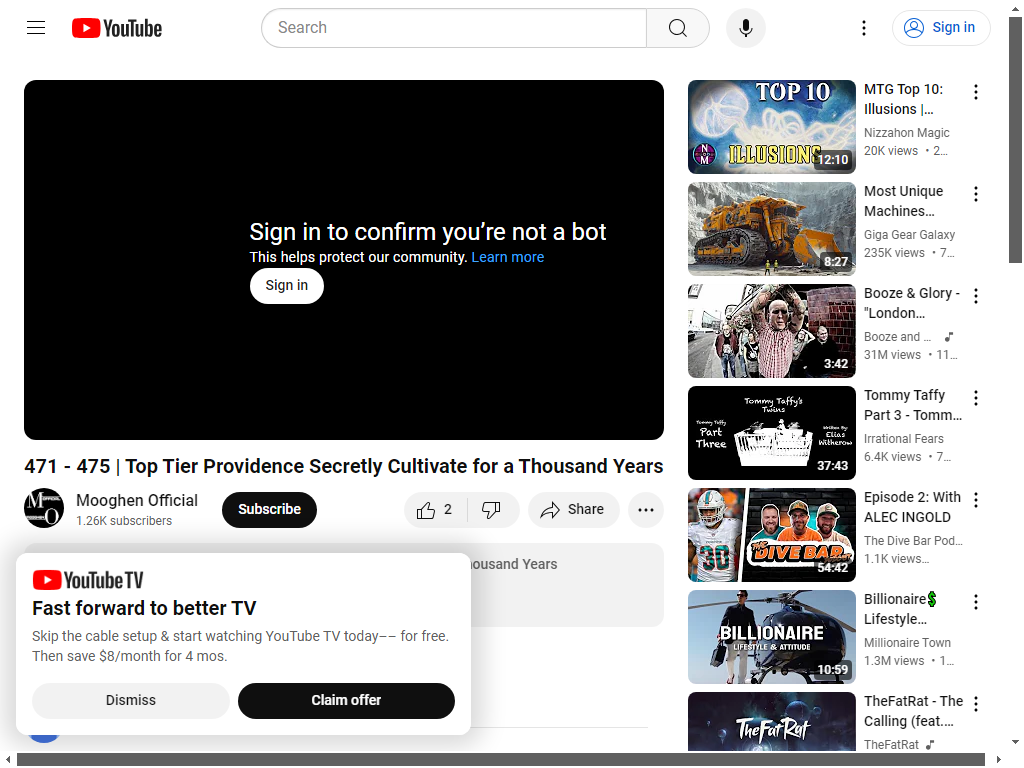 YouTube
Search
Sign in
Sign in to confirm you’re not a bot
This helps protect our community. Learn more
Sign in
471 - 475 | Top Tier Providence Secretly Cultivate for a Thousand Years
Mooghen Official
1.26K subscribers
Subscribe
2
Share
housand Years
YouTube TV
Fast forward to better TV
Skip the cable setup & start watching YouTube TV today–– for free.
Then save $8/month for 4 mos.
Dismiss
Claim offer
TOP 10
ILLUSIONS
12:10
MTG Top 10:
Illusions |…
Nizzahon Magic
20K views • 2…
8:27
Most Unique
Machines…
Giga Gear Galaxy
235K views • 7…
3:42
Booze & Glory -
"London…
Booze and …
31M views • 11…
Tommy Taffy's
Twins
Tommy Taffy
Part
Three
Written By:
Elias
Witherow
37:43
Tommy Taffy
Part 3 - Tomm…
Irrational Fears
6.4K views • 7…
30
THE
DIVE BAR
54:42
Episode 2: With
ALEC INGOLD
The Dive Bar Pod…
1.1K views…
BILLIONAIRE
LIFESTYLE & ATTITUDE
10:59
Billionaire💲
Lifestyle…
Millionaire Town
1.3M views • 1…
TheFatRat
TheFatRat - The
Calling (feat.…
TheFatRat